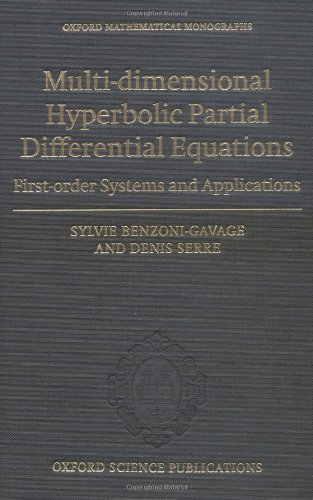 OXFORD MATHEMATICAL MONOGRAPHS
Multi-dimensional
Hyperbolic Partial
Differential Equations
First-order Systems and Applications
SYLVIE BENZONI-GAVAGE
AND DENIS SERRE
OXFORD SCIENCE PUBLICATIONS